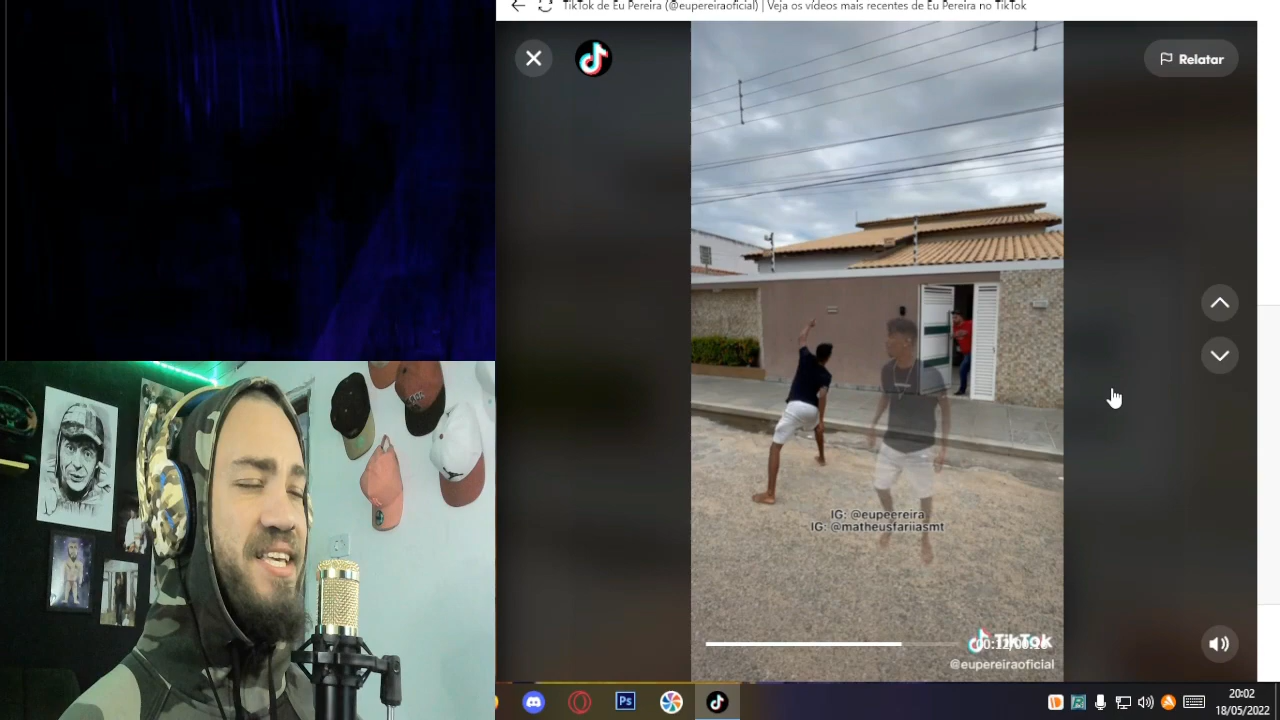 TikTok de Eu Pereira (@eupereiraoficial) | Veja os vídeos mais recentes de Eu Pereira no TikTok
Relatar
IG: @eupeereira
IG: @matheusfariiasmt
TikTok
@eupereiraoficial
Ps
20:02
18/05/2022